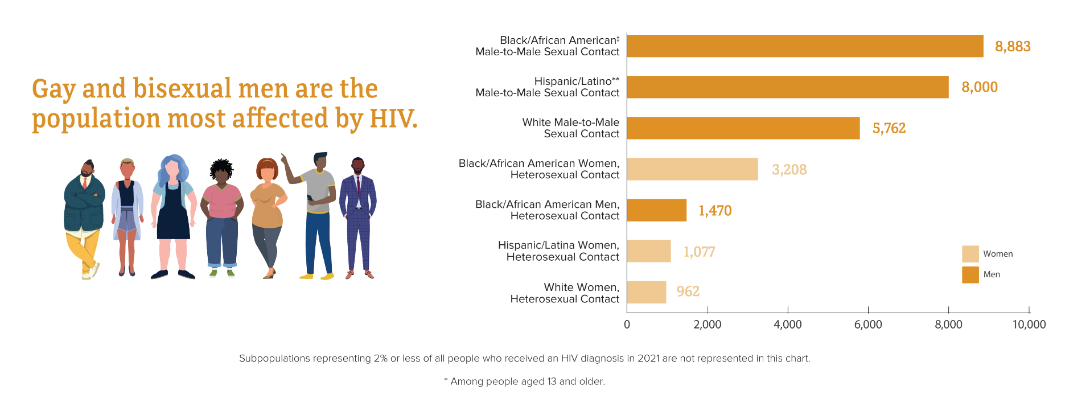 Gay and bisexual men are the
population most affected by HIV.
Black/African American‡
Male-to-Male Sexual Contact
8,883
Hispanic/Latino**
Male-to-Male Sexual Contact
8,000
White Male-to-Male
Sexual Contact
5,762
Black/African American Women,
Heterosexual Contact
3,208
Black/African American Men,
Heterosexual Contact
1,470
Hispanic/Latina Women,
Heterosexual Contact
1,077
White Women,
Heterosexual Contact
962
Women
Men
0 2,000 4,000 6,000 8,000 10,000
Subpopulations representing 2% or less of all people who received an HIV diagnosis in 2021 are not represented in this chart.
* Among people aged 13 and older.